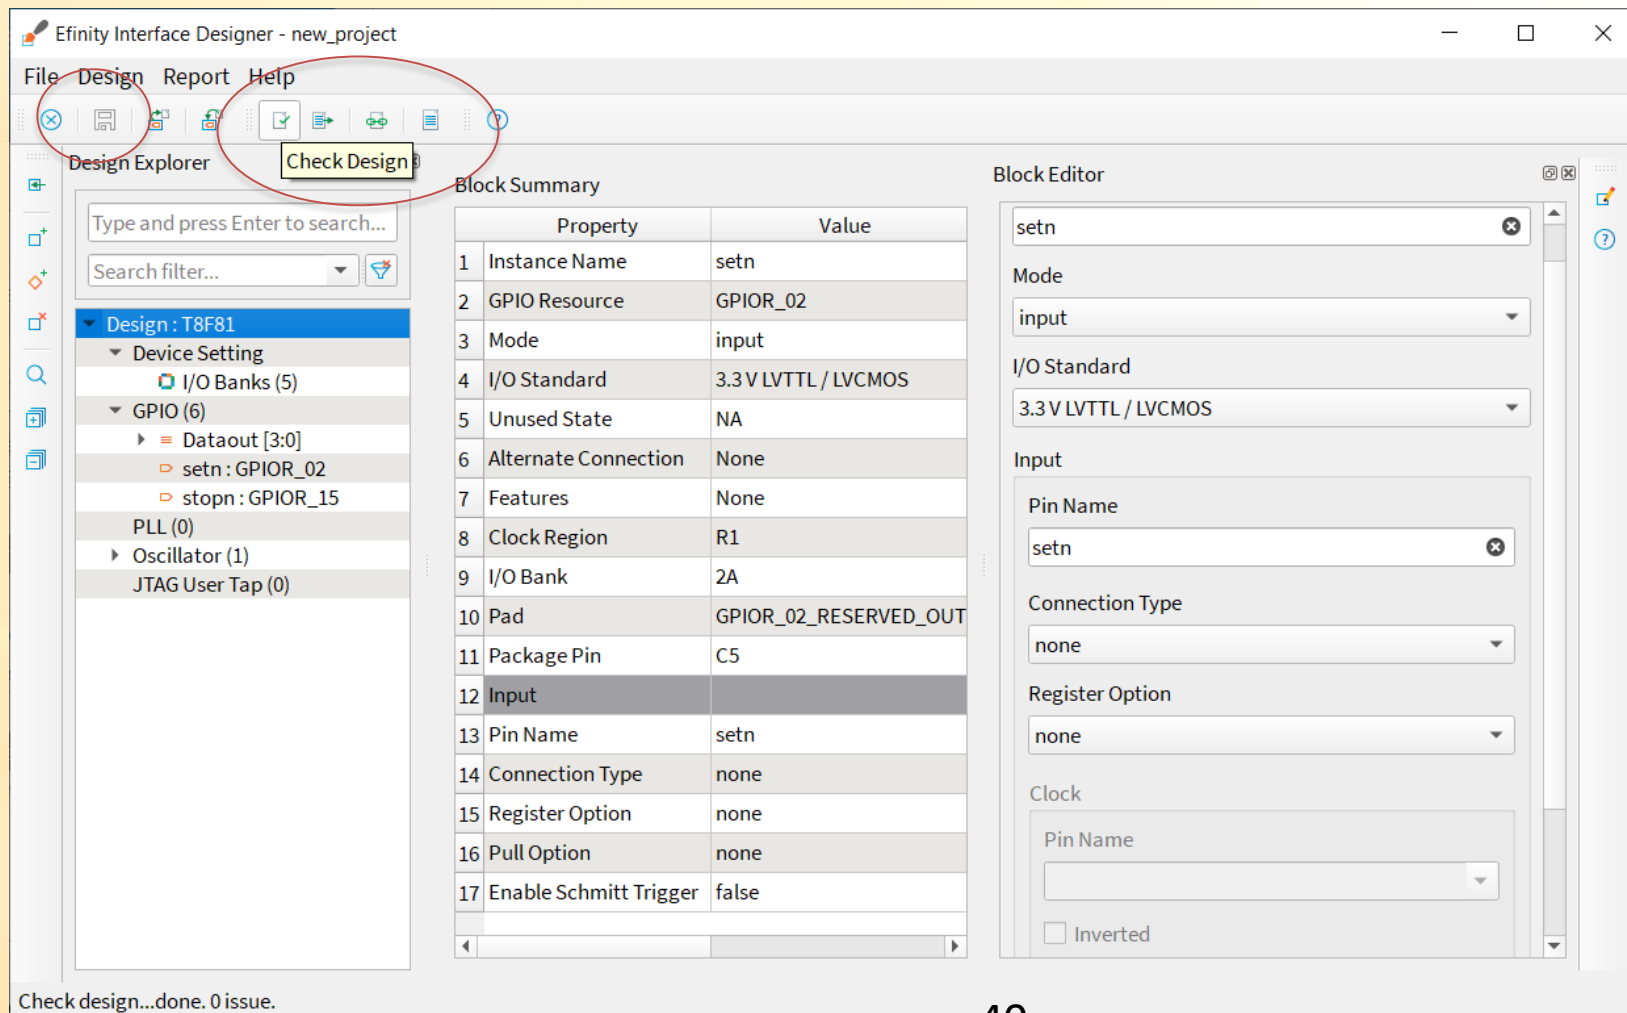 Efinity Interface Designer - new_project
File Design Report Help
Check Design
Design Explorer
Type and press Enter to search...
Search filter...
Design : T8F81
Device Setting
I/O Banks (5)
GPIO (6)
Dataout [3:0]
setn : GPIOR_02
stopn : GPIOR_15
PLL (0)
Oscillator (1)
JTAG User Tap (0)
Block Summary
Property Value
1 Instance Name setn
2 GPIO Resource GPIOR_02
3 Mode input
4 I/O Standard 3.3 V LVTTL / LVCMOS
5 Unused State NA
6 Alternate Connection None
7 Features None
8 Clock Region R1
9 I/O Bank 2A
10 Pad GPIOR_02_RESERVED_OUT
11 Package Pin C5
12 Input
13 Pin Name setn
14 Connection Type none
15 Register Option none
16 Pull Option none
17 Enable Schmitt Trigger false
Block Editor
setn
Mode
input
I/O Standard
3.3 V LVTTL / LVCMOS
Input
Pin Name
setn
Connection Type
none
Register Option
none
Clock
Pin Name
Inverted
Check design...done. 0 issue.